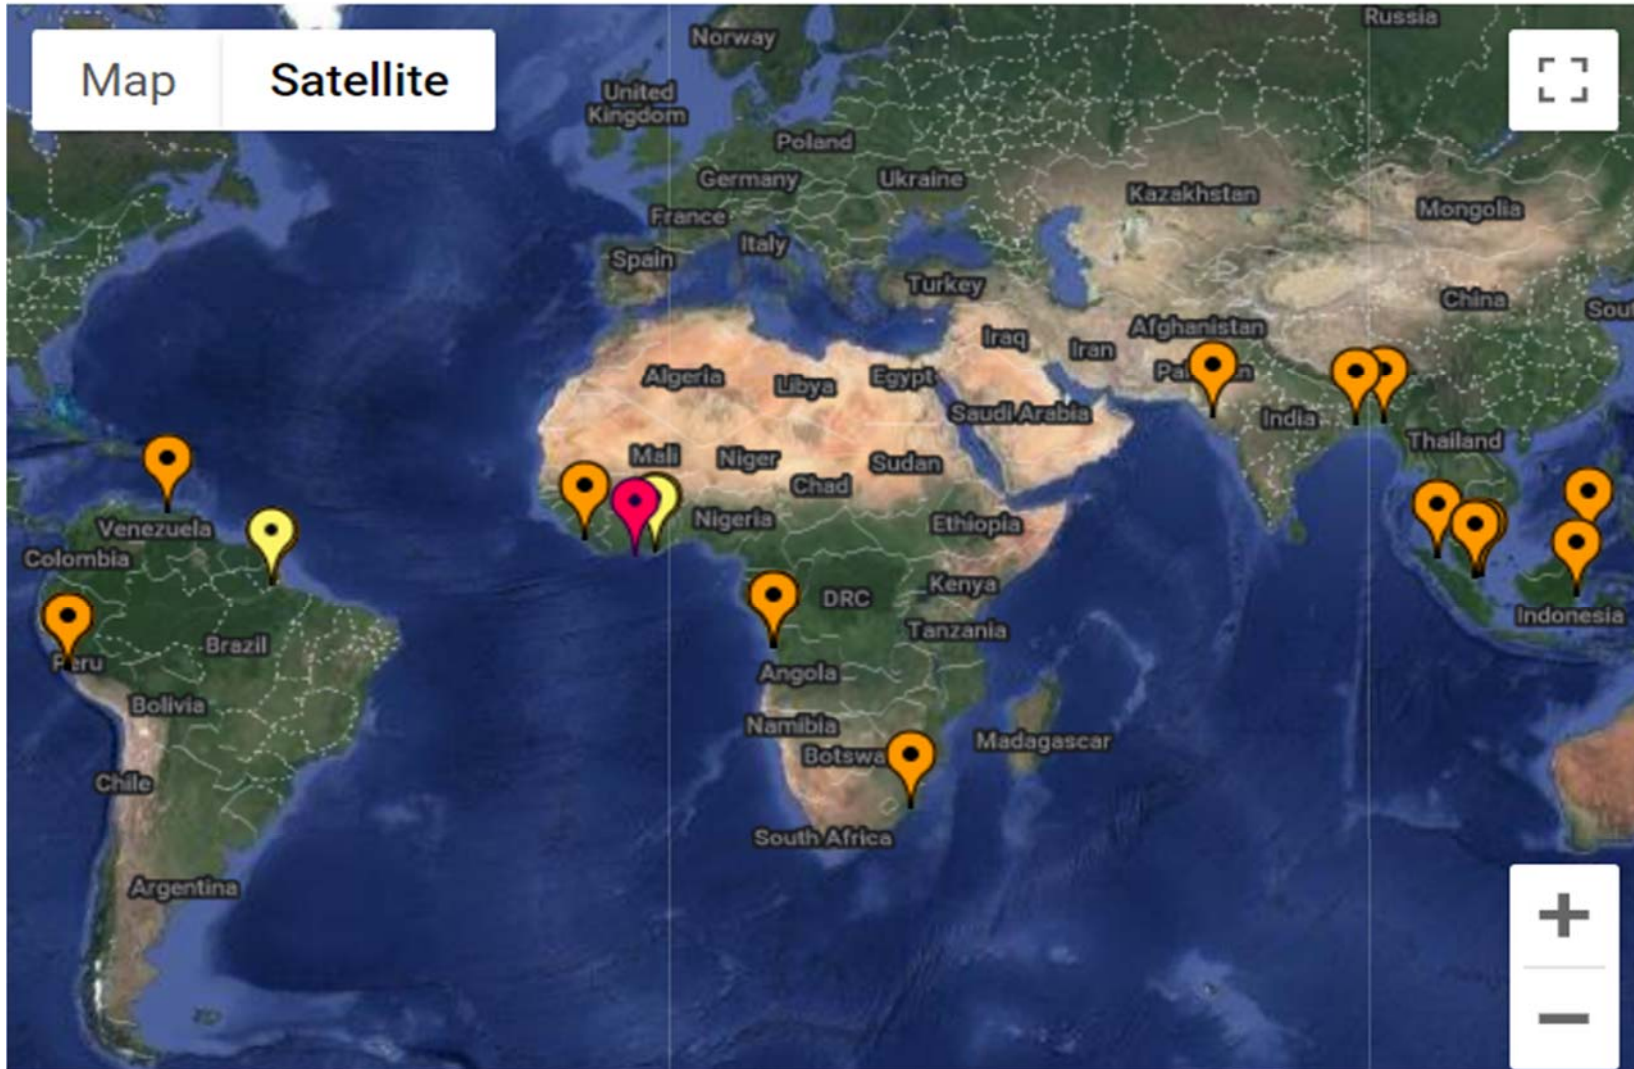 Map
Satellite
Russia
Norway
United
Kingdom
Poland
Germany
Ukraine
Kazakhstan
Mongolia
France
Italy
Spain
Turkey
China
Sou
Afghanistan
Iraq
Iran
Algeria
Libya
Egypt
India
Saudi Arabia
Thailand
Mali
Niger
Sudan
Chad
Venezuela
Nigeria
Ethiopia
Colombia
Kenya
DRC
Indonesia
Tanzania
Brazil
Angola
Bolivia
Namibia
Madagascar
Botswa
Chile
South Africa
Argentina